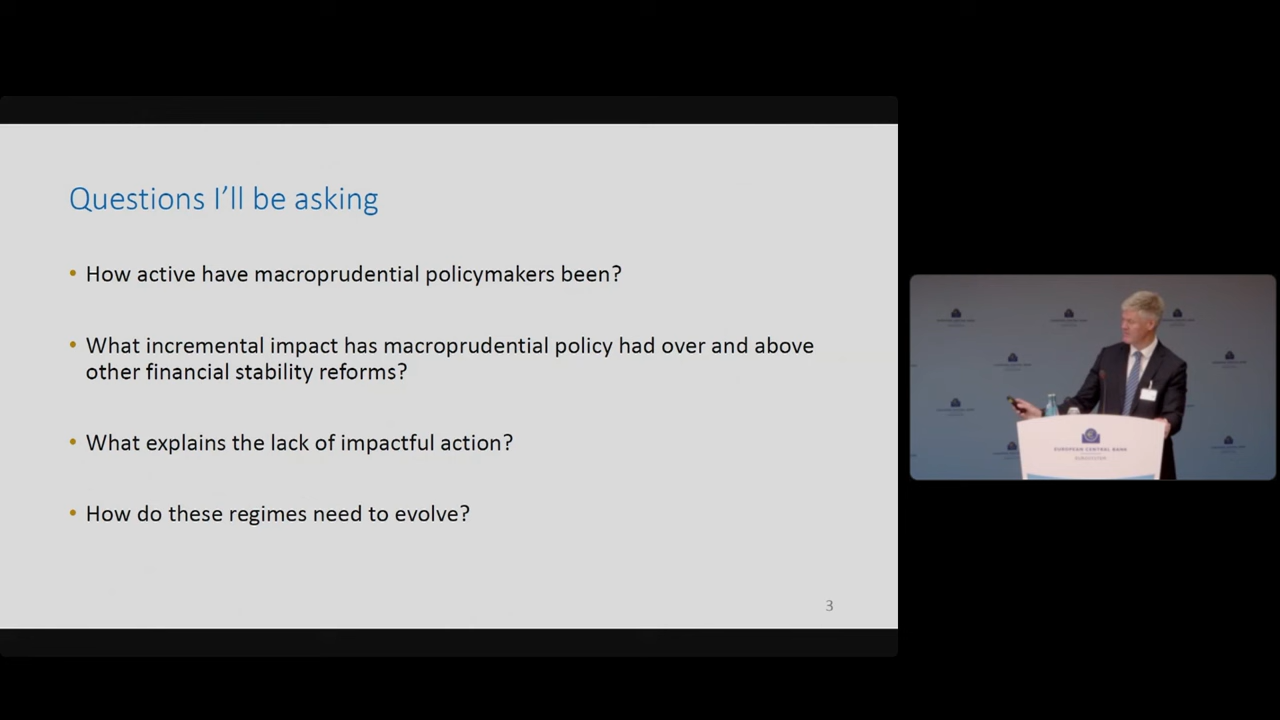 Questions I'll be asking
• How active have macroprudential policymakers been?
• What incremental impact has macroprudential policy had over and above
other financial stability reforms?
• What explains the lack of impactful action?
• How do these regimes need to evolve?
3
EUROPEAN CENTRAL BANK
EUROSYSTEM